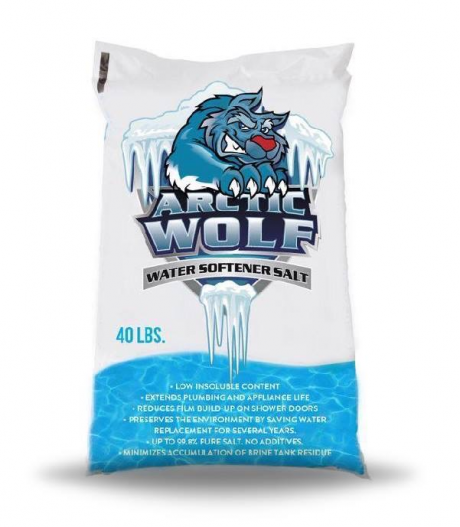 ARCTIC
WOLF
WATER SOFTENER SALT
40 LBS.
• LOW INSOLUBLE CONTENT
• EXTENDS PLUMBING AND APPLIANCE LIFE
• REDUCES FILM BUILD-UP ON SHOWER DOORS
• PRESERVES THE ENVIRONMENT BY SAVING WATER
REPLACEMENT FOR SEVERAL YEARS.
• UP TO 99.8% PURE SALT. NO ADDITIVES.
• MINIMIZES ACCUMULATION OF BRINE TANK RESIDUE